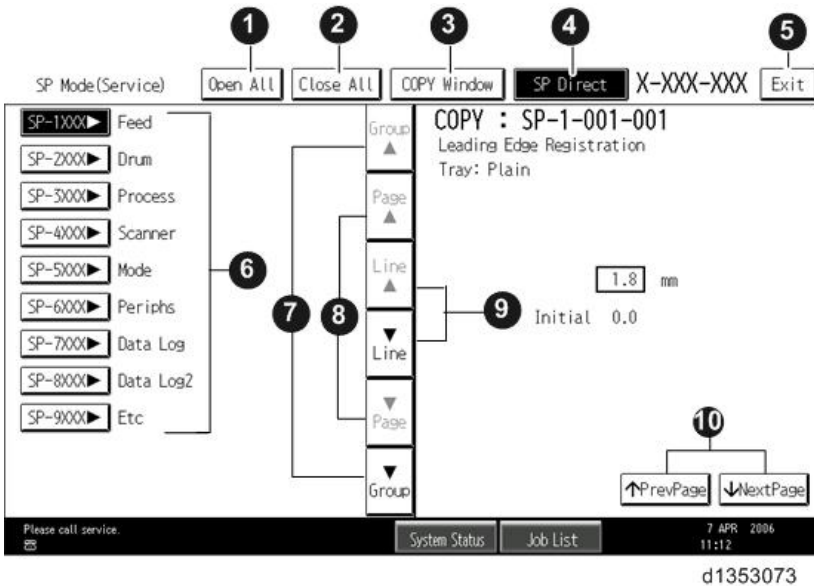 1 2 3 4 5
SP Mode(Service) Open All Close All COPY Window SP Direct X-XXX-XXX Exit
SP-1XXX▶ Feed
SP-2XXX▶ Drum
SP-3XXX▶ Process
SP-4XXX▶ Scanner
SP-5XXX▶ Mode
SP-6XXX▶ Periphs
SP-7XXX▶ Data Log
SP-8XXX▶ Data Log2
SP-9XXX▶ Etc
6
7
8
Group
▲
Page
▲
Line
▲
▼
Line
▼
Page
▼
Group
9
COPY : SP-1-001-001
Leading Edge Registration
Tray: Plain
1.8 mm
Initial 0.0
10
↑PrevPage ↓NextPage
Please call service.
System Status Job List
7 APR 2006
11:12
d1353073